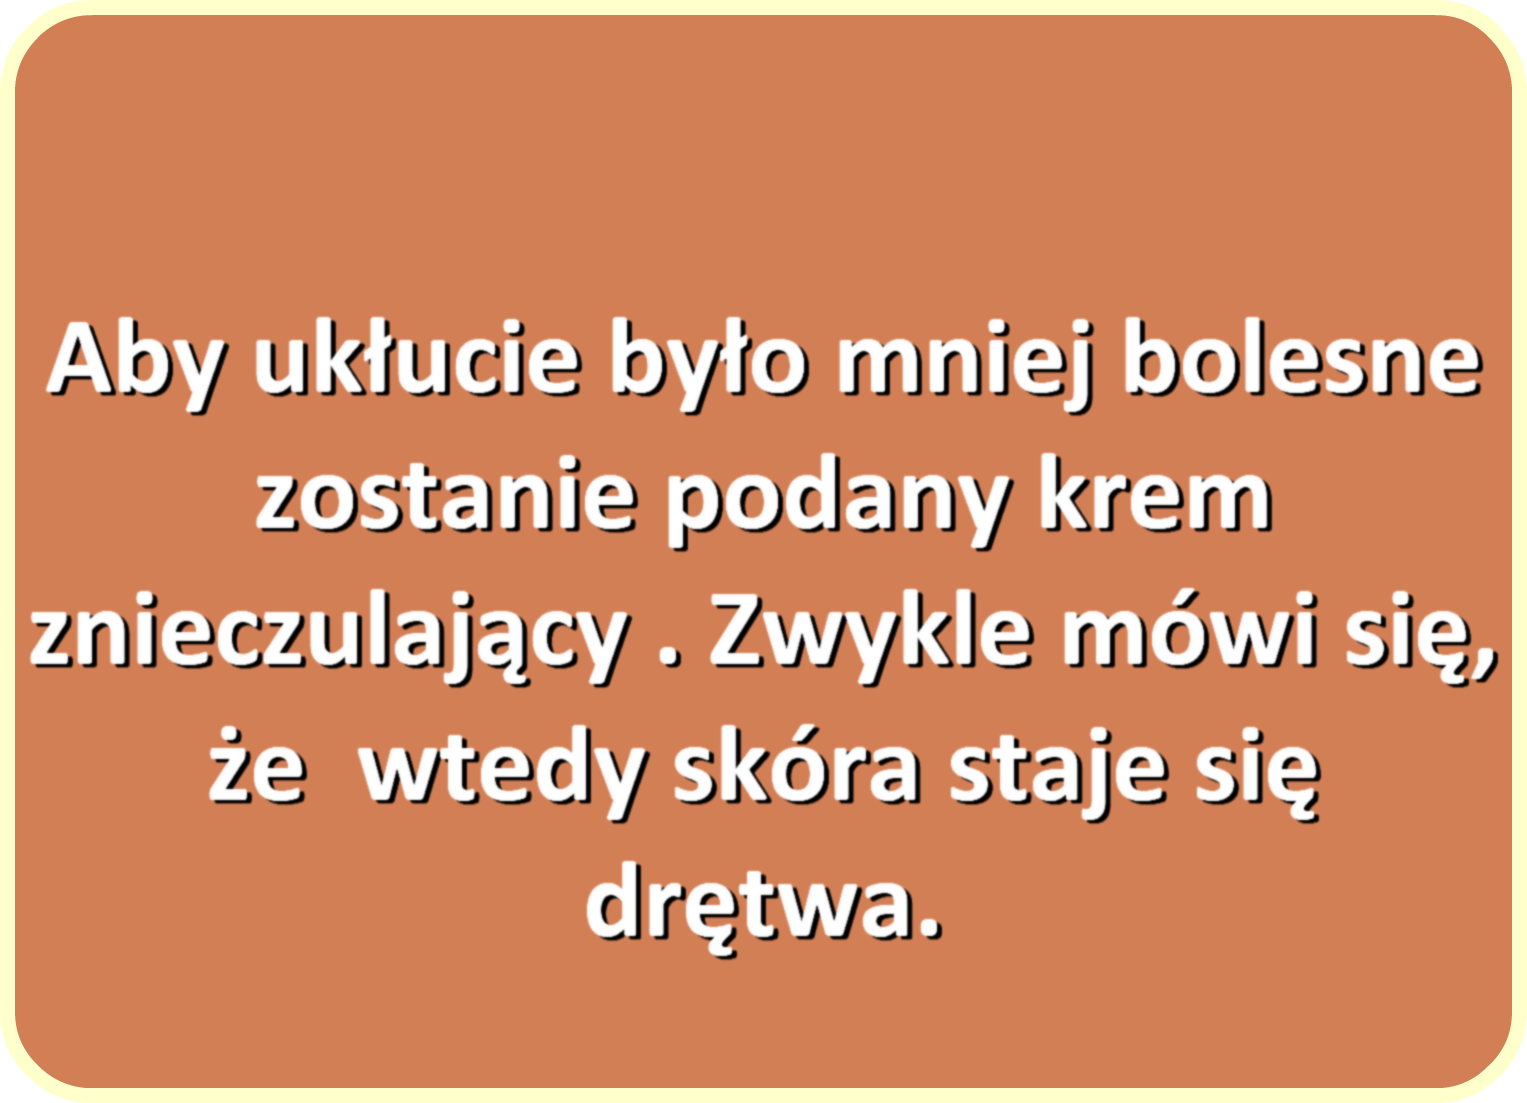 Aby ukłucie było mniej bolesne
zostanie podany krem
znieczulający . Zwykle mówi się,
że  wtedy skóra staje się
drętwa.